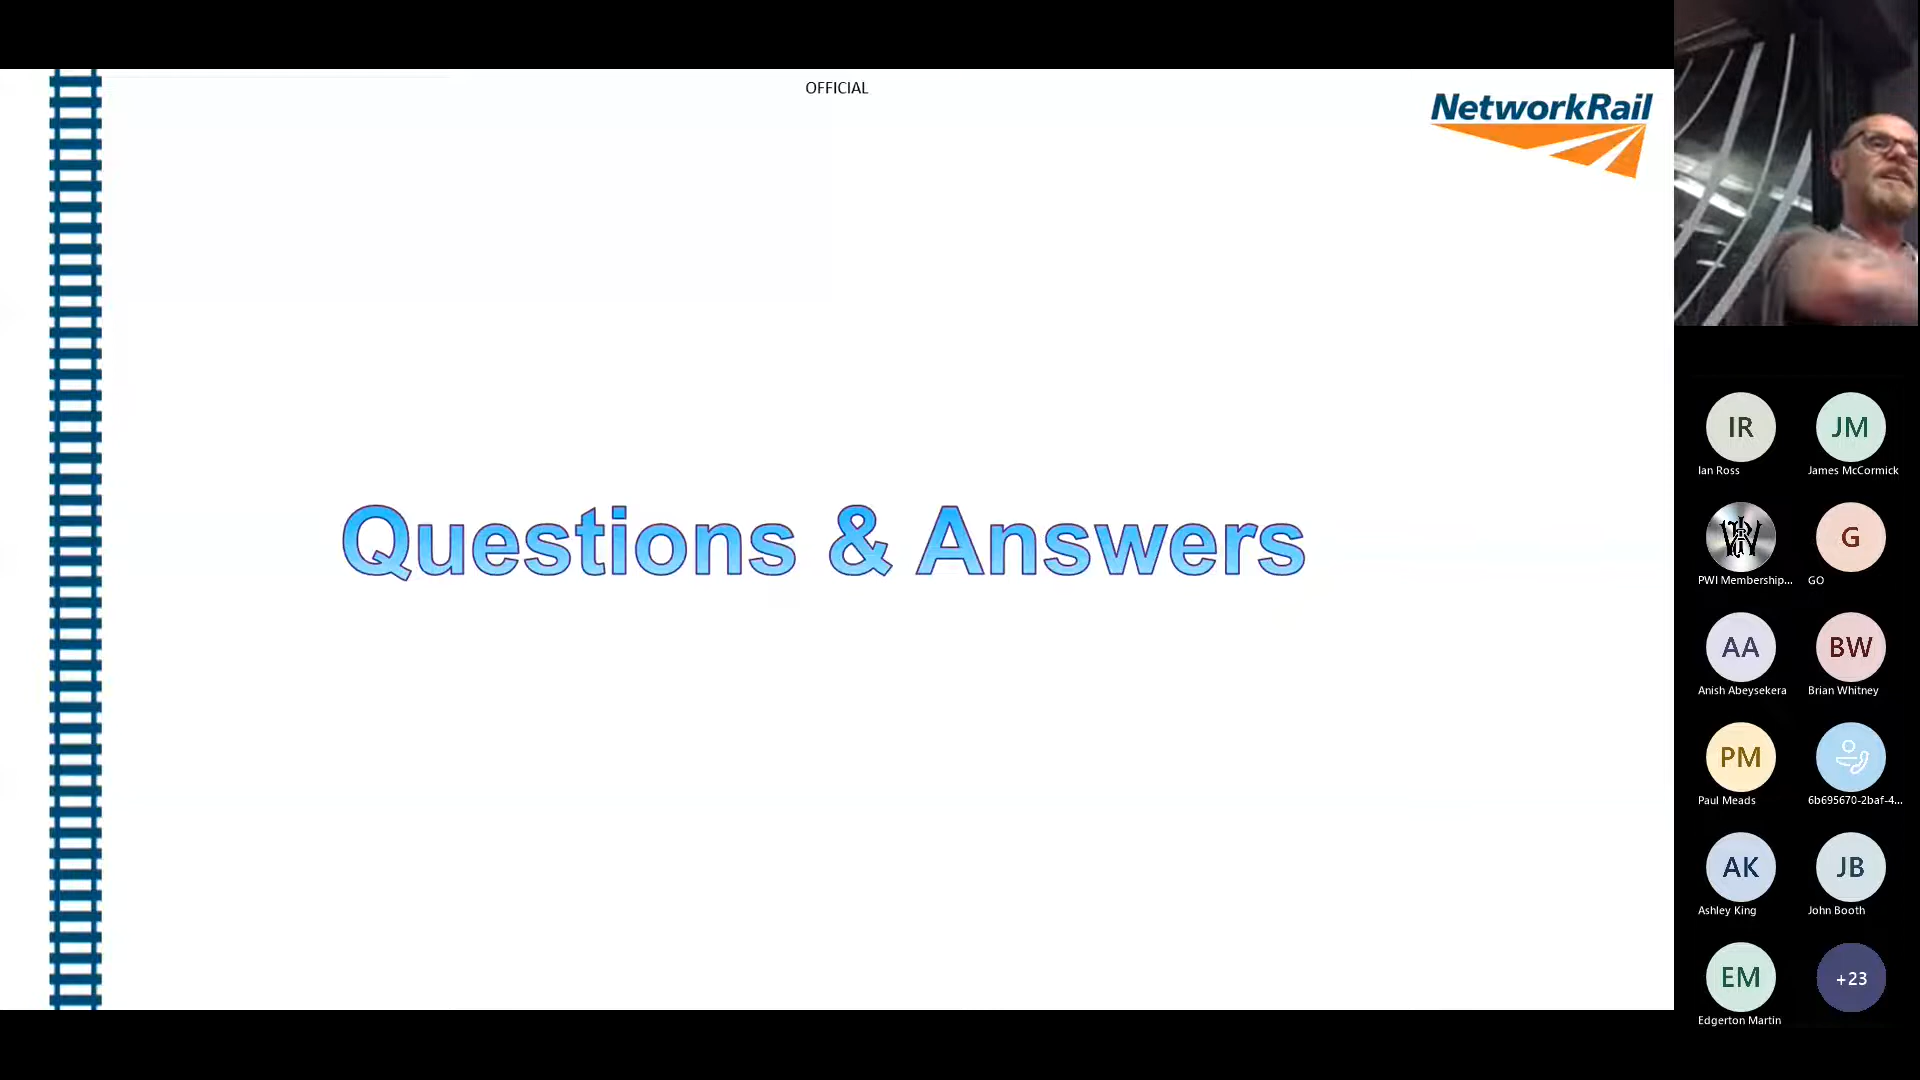 OFFICIAL
NetworkRail
Questions & Answers
IR
JM
Ian Ross
James McCormick
PWI Membership...
G
GO
AA
BW
Anish Abeysekera
Brian Whitney
PM
Paul Meads
6b695670-2baf-4...
AK
JB
Ashley King
John Booth
EM
+23
Edgerton Martin